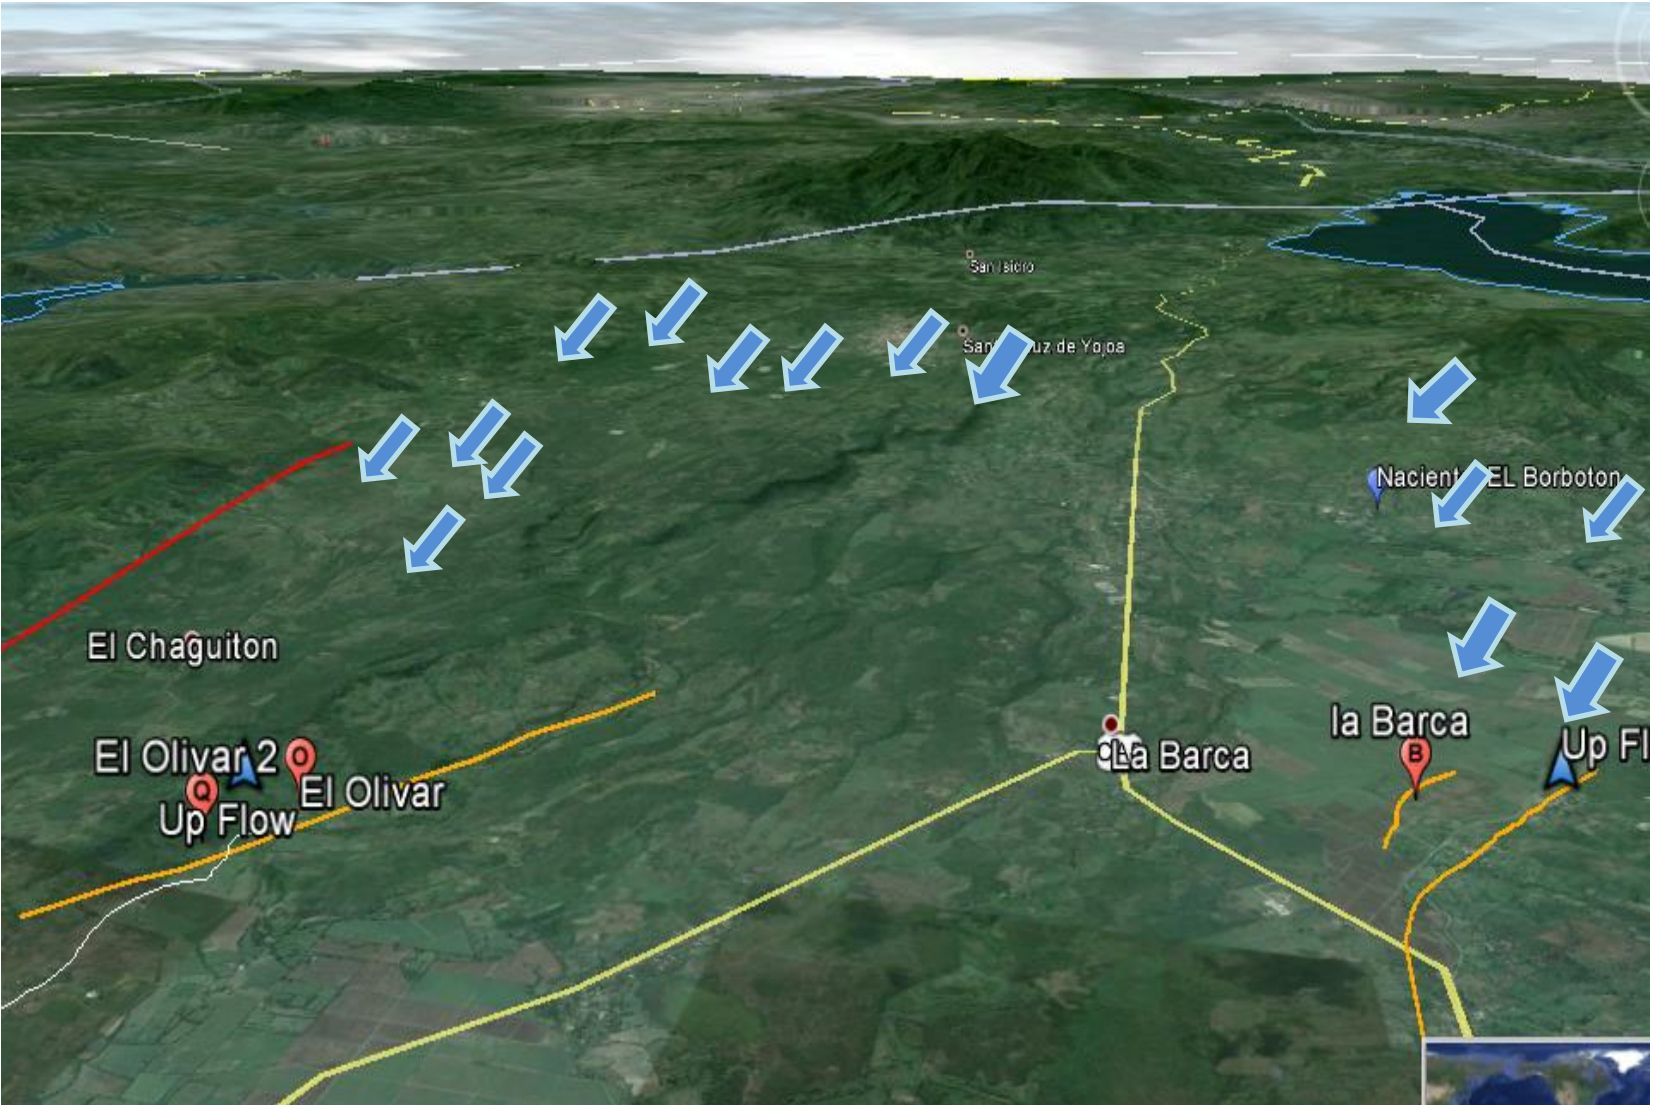 San Isidro
uz de Yojoa
EL Borboton
El Chaguiton
la Barca
B
El Olivar 2
O
La Barca
Up Fl
Q
El Olivar
Up Flow